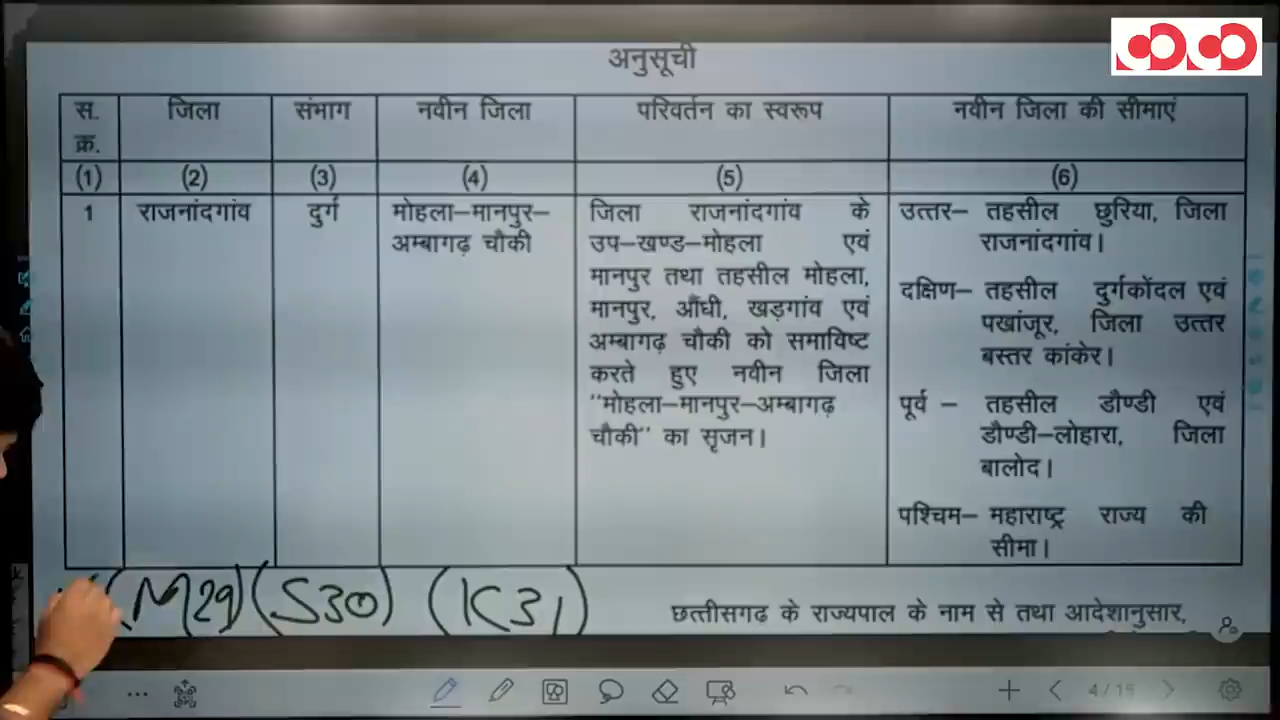 अनुसूची
स. क्र. जिला संभाग नवीन जिला परिवर्तन का स्वरूप नवीन जिला की सीमाएं
(1) (2) (3) (4) (5) (6)
1 राजनांदगांव दुर्ग मोहला–मानपुर–
अम्बागढ़ चौकी
जिला राजनांदगांव के
उप–खण्ड–मोहला एवं
मानपुर तथा तहसील मोहला,
मानपुर, औंधी, खड़गांव एवं
अम्बागढ़ चौकी को समाविष्ट
करते हुए नवीन जिला
"मोहला–मानपुर–अम्बागढ़
चौकी" का सृजन।
उत्तर– तहसील छुरिया, जिला
राजनांदगांव।
दक्षिण– तहसील दुर्गकोंदल एवं
पखांजूर, जिला उत्तर
बस्तर कांकेर।
पूर्व – तहसील डौण्डी एवं
डौण्डी–लोहारा, जिला
बालोद।
पश्चिम– महाराष्ट्र राज्य की
सीमा।
(M29) (S30) (K31)
छत्तीसगढ़ के राज्यपाल के नाम से तथा आदेशानुसार,
4/15